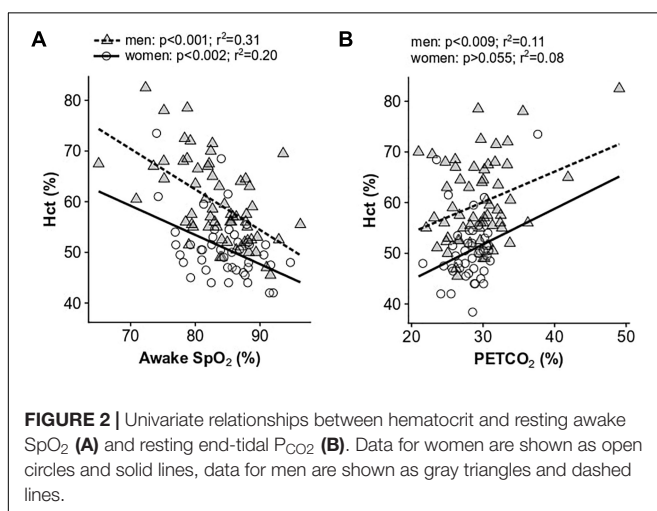 A
men: p<0.001; r²=0.31
women: p<0.002; r²=0.20
80
70
60
50
40
Hct (%)
70
80
90
Awake SpO₂ (%)
B
men: p<0.009; r²=0.11
women: p>0.055; r²=0.08
80
70
60
50
40
Hct (%)
20
30
40
50
PETCO₂ (%)
FIGURE 2 | Univariate relationships between hematocrit and resting awake
SpO₂ (A) and resting end-tidal P_CO2 (B). Data for women are shown as open
circles and solid lines, data for men are shown as gray triangles and dashed
lines.